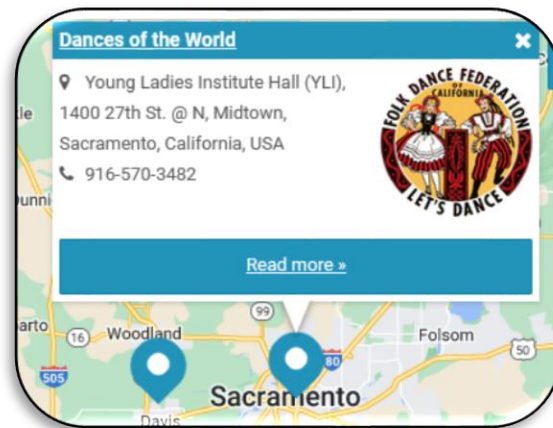 Dances of the World
Young Ladies Institute Hall (YLI),
1400 27th St. @ N, Midtown,
Sacramento, California, USA
916-570-3482
FOLK DANCE FEDERATION
OF
CALIFORNIA
LET'S DANCE
Read more »
99
16
Woodland
Folsom
50
80
505
Sacramento
Davis